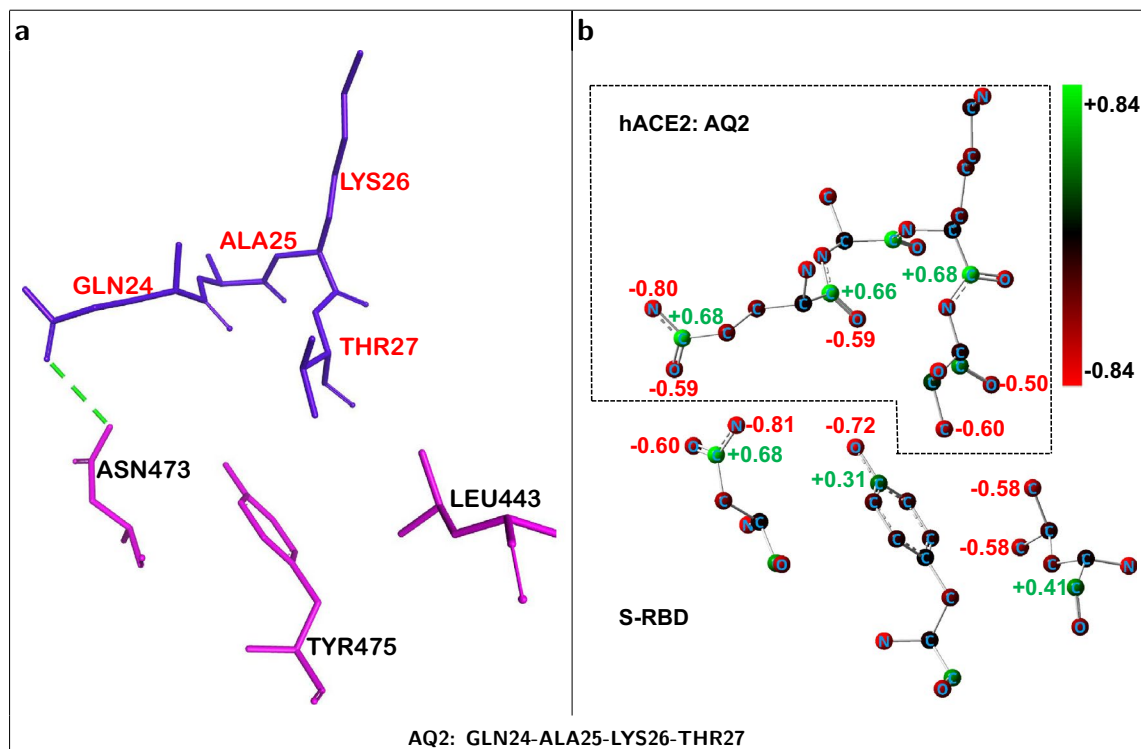 a
LYS26
ALA25
GLN24
THR27
ASN473
LEU443
TYR475
b
hACE2: AQ2
+0.84
-0.84
N
C
C
C
C
C
N
C
C
C
O
+0.68
C
O
N
N
C
+0.66
O
-0.59
-0.80
N
+0.68
C
C
C
C
O
-0.59
N
C
O
C
C
O
-0.50
C
-0.60
-0.60
O
N
-0.81
C
+0.68
C
N
C
O
-0.72
O
+0.31
C
C
C
C
C
C
C
N
C
C
O
-0.58
C
C
-0.58
C
C
C
N
+0.41
C
O
S-RBD
AQ2: GLN24-ALA25-LYS26-THR27